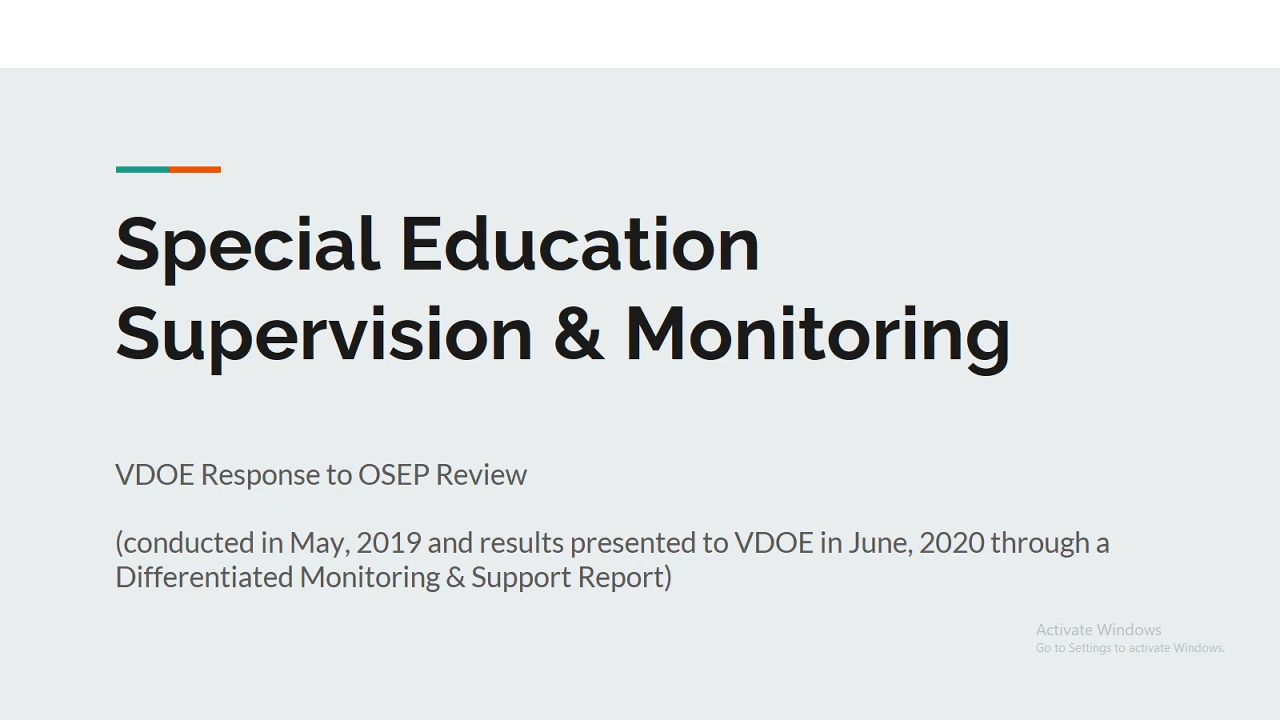 Special Education
Supervision & Monitoring
VDOE Response to OSEP Review
(conducted in May, 2019 and results presented to VDOE in June, 2020 through a
Differentiated Monitoring & Support Report)
Activate Windows
Go to Settings to activate Windows.